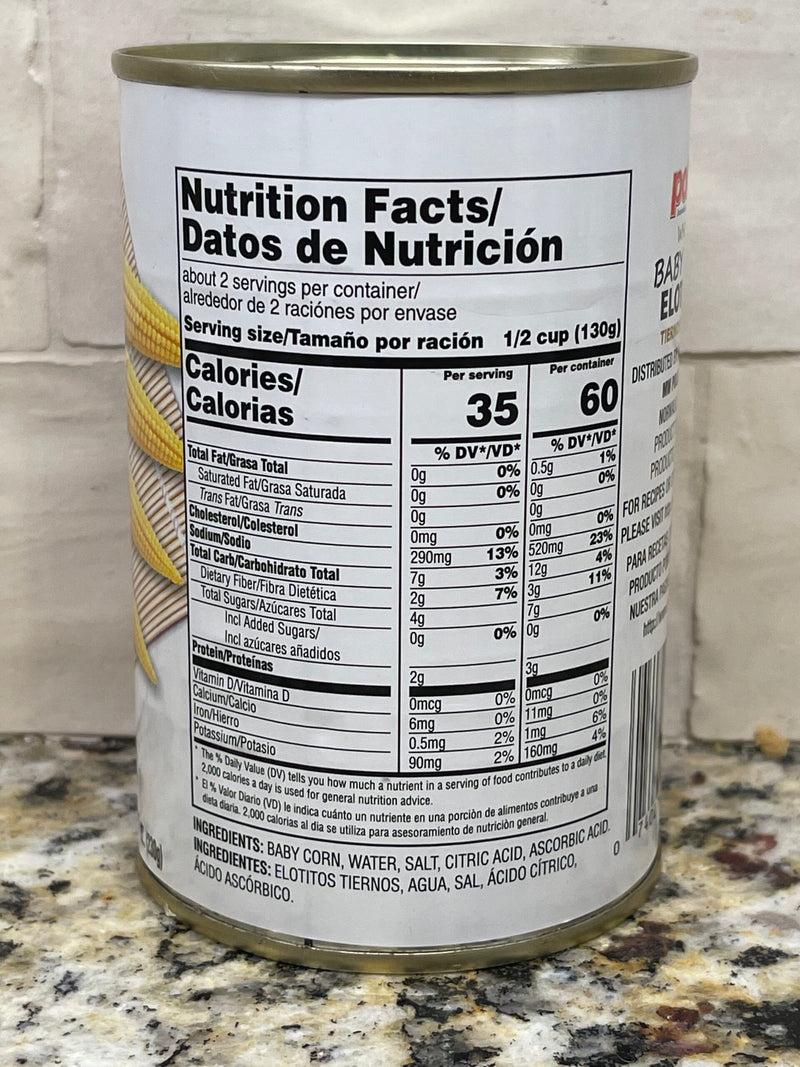 Nutrition Facts/
Datos de Nutrición
about 2 servings per container/
alrededor de 2 raciónes por envase
Serving size/Tamaño por ración 1/2 cup (130g)
Calories/
Calorias
Per serving
35
Per container
60
% DV*/VD* % DV*/VD*
Total Fat/Grasa Total 0g 0% 0.5g 1%
Saturated Fat/Grasa Saturada 0g 0% 0g 0%
Trans Fat/Grasa Trans 0g 0g
Cholesterol/Colesterol 0mg 0% 0mg 0%
Sodium/Sodio 290mg 13% 520mg 23%
Total Carb/Carbohidrato Total 7g 3% 12g 4%
Dietary Fiber/Fibra Dietética 2g 7% 3g 11%
Total Sugars/Azúcares Total 4g 7g
Incl Added Sugars/ 0g 0% 0g 0%
Incl azúcares añadidos
Protein/Proteínas 2g 3g
Vitamin D/Vitamina D 0mcg 0% 0mcg 0%
Calcium/Calcio 6mg 0% 11mg 0%
Iron/Hierro 0.5mg 2% 1mg 6%
Potassium/Potasio 90mg 2% 160mg 4%
* The % Daily Value (DV) tells you how much a nutrient in a serving of food contributes to a daily diet.
2,000 calories a day is used for general nutrition advice.
* El % Valor Diario (VD) le indica cuánto un nutriente en una porciòn de alimentos contribuye a una
dieta diaria. 2,000 calorias al dia se utiliza para asesoramiento de nutriciòn general.
INGREDIENTS: BABY CORN, WATER, SALT, CITRIC ACID, ASCORBIC ACID.
INGREDIENTES: ELOTITOS TIERNOS, AGUA, SAL, ÁCIDO CÍTRICO,
ÁCIDO ASCÓRBICO.
BABY
DISTRIBUTED
FOR RECIPES
PLEASE VISIT
PARA RECETAS
NUESTRA
0